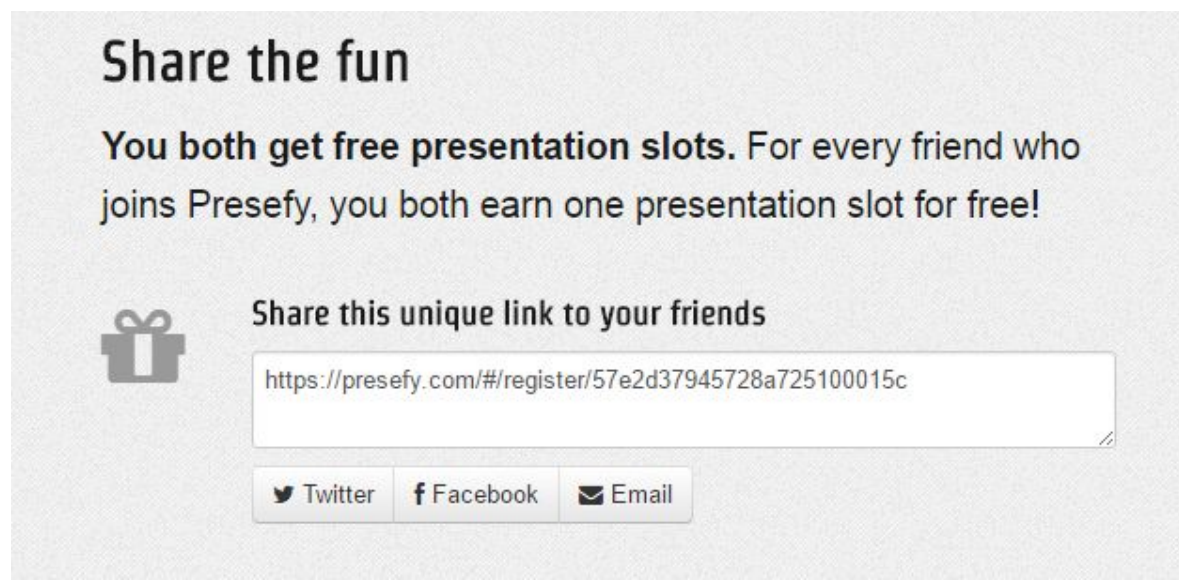 Share the fun
You both get free presentation slots. For every friend who
joins Presefy, you both earn one presentation slot for free!
Share this unique link to your friends
https://presefy.com/#/register/57e2d37945728a725100015c
Twitter Facebook Email